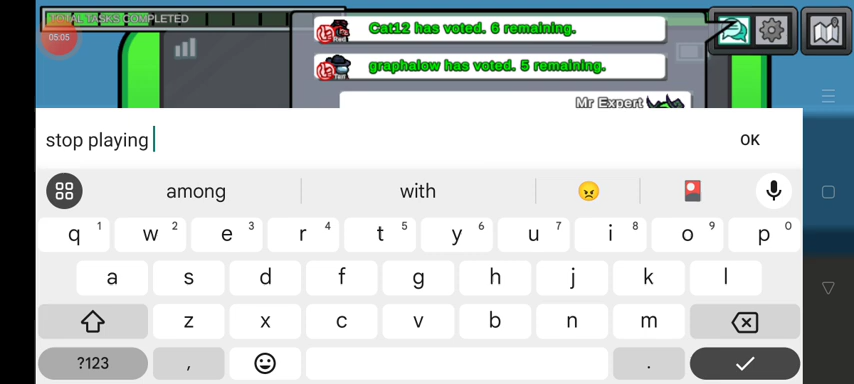 TOTAL TASKS COMPLETED
05:05
Cat12 has voted. 6 remaining.
graphalow has voted. 5 remaining.
Mr Expert
stop playing
OK
among with
q 1 w 2 e 3 r 4 t 5 y 6 u 7 i 8 o 9 p 0
a s d f g h j k l
z x c v b n m
?123 , .